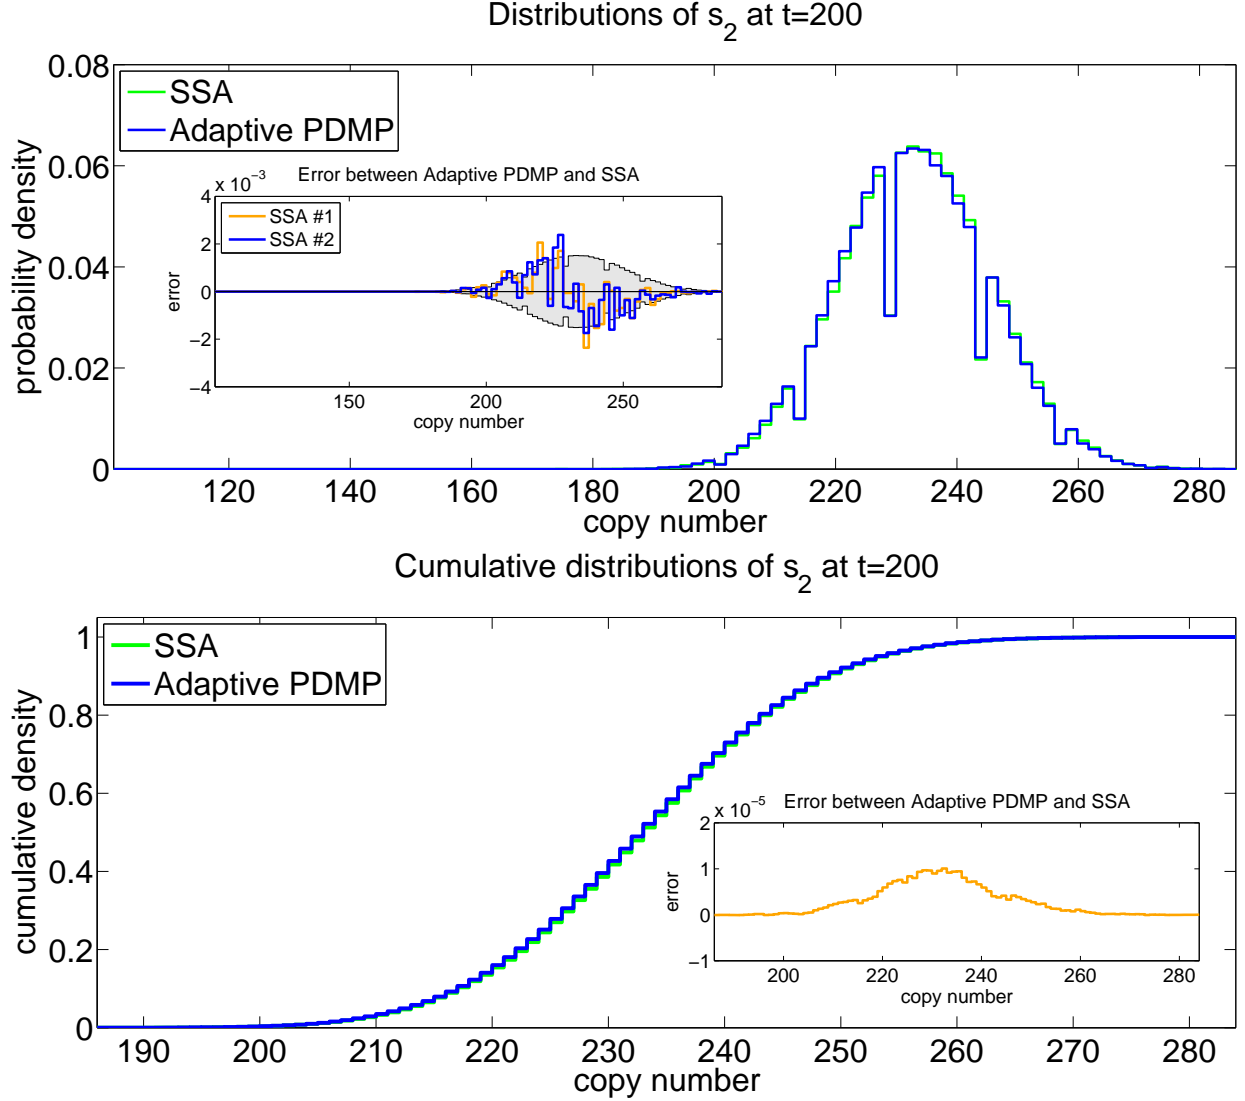 Distributions of s₂ at t=200
probability density
0.08
0.06
0.04
0.02
0
SSA
Adaptive PDMP
Error between Adaptive PDMP and SSA
x 10⁻³
4
2
0
−2
−4
error
SSA #1
SSA #2
150 200 250
copy number
120 140 160 180 200 220 240 260 280
copy number
Cumulative distributions of s₂ at t=200
cumulative density
1
0.8
0.6
0.4
0.2
0
SSA
Adaptive PDMP
x 10⁻⁵ Error between Adaptive PDMP and SSA
2
1
0
−1
error
200 220 240 260 280
copy number
190 200 210 220 230 240 250 260 270 280
copy number